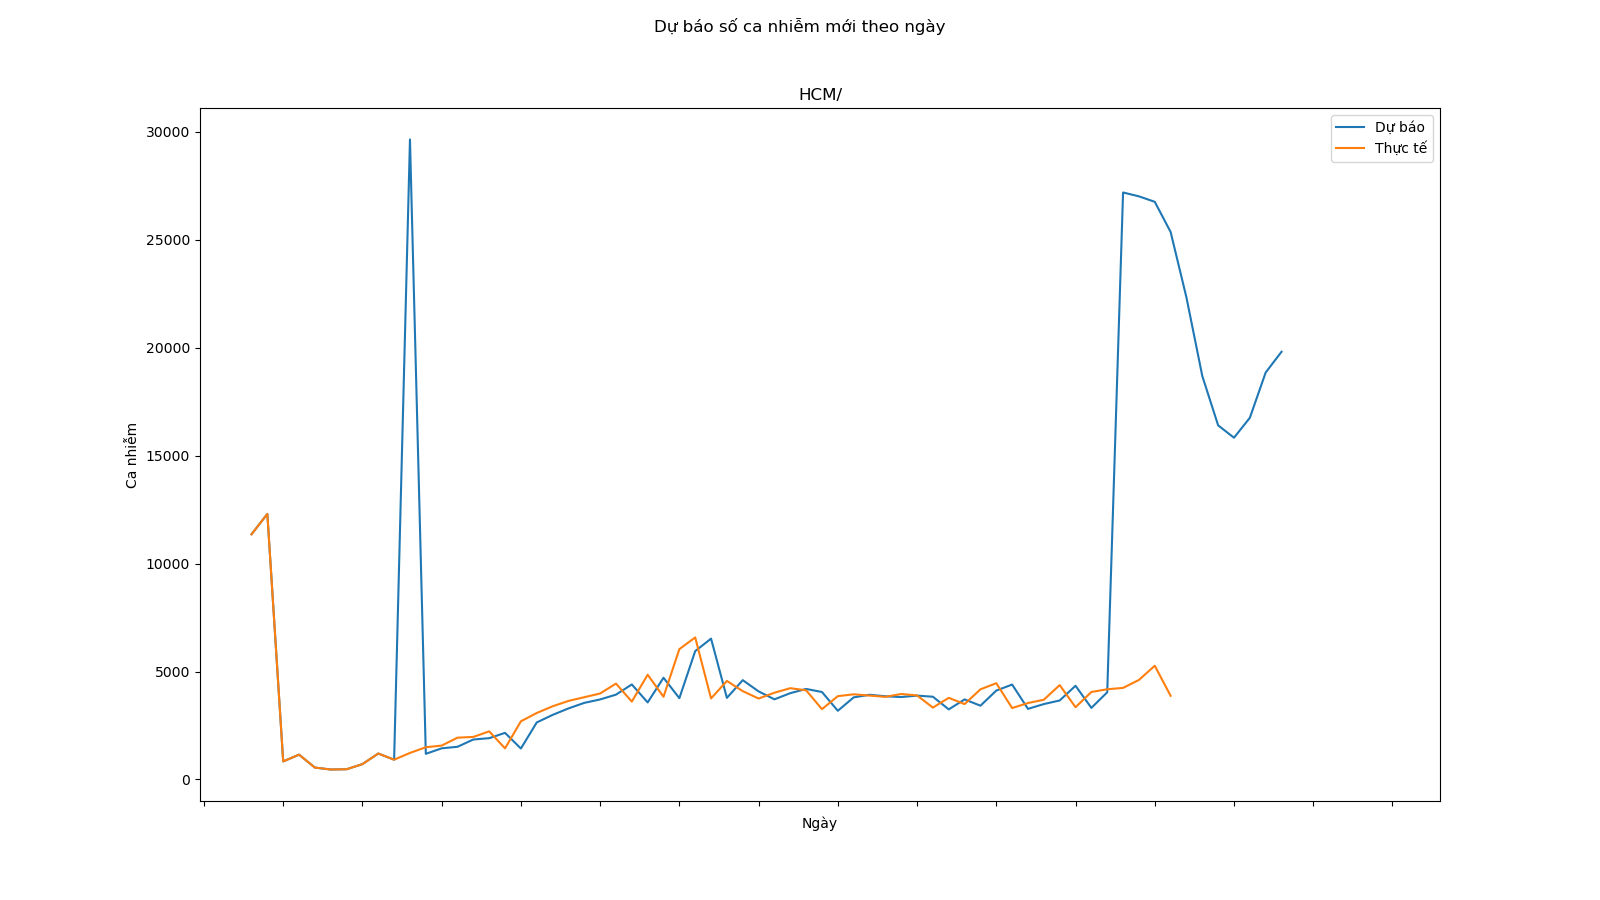 Dự báo số ca nhiễm mới theo ngày
HCM/
Dự báo
Thực tế
30000
25000
20000
15000
10000
5000
0
Ca nhiễm
Ngày